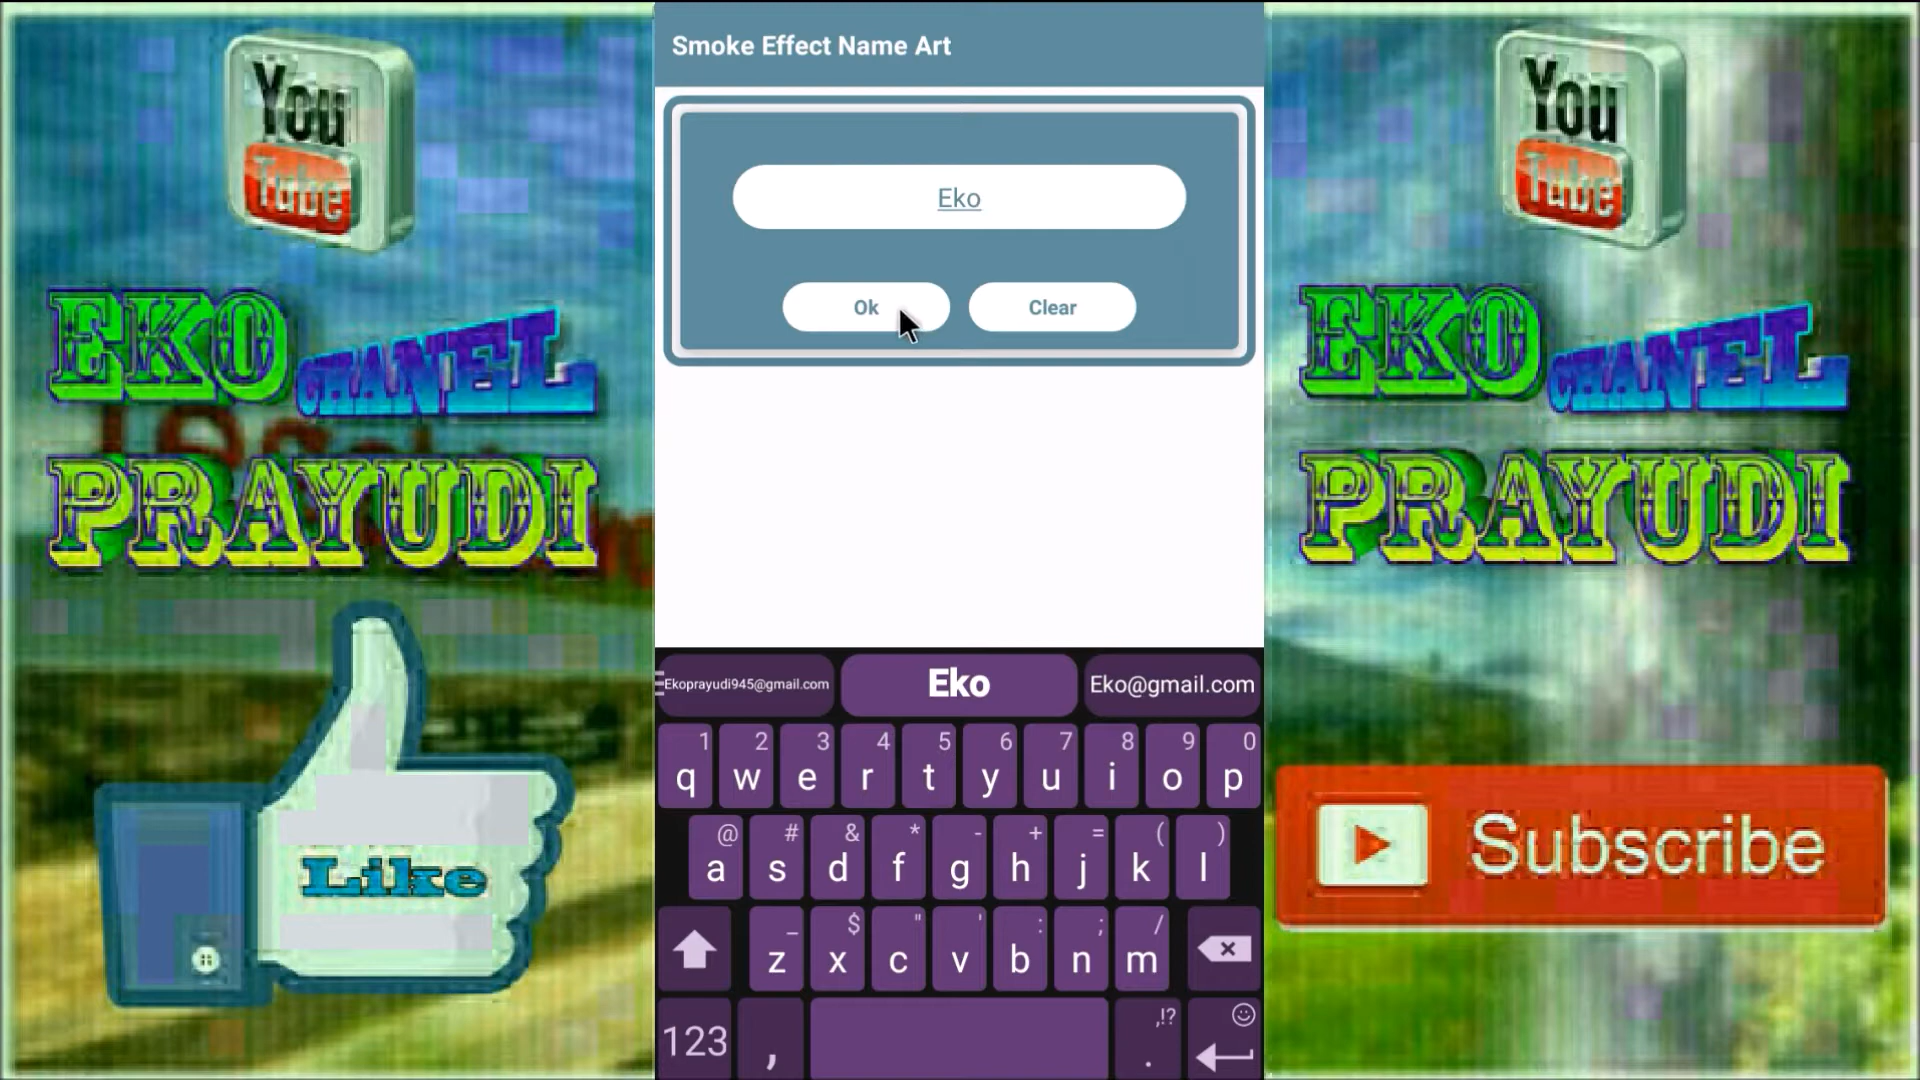 You
Tube
EKO CHANEL
PRAYUDI
Like
Smoke Effect Name Art
Eko
Ok
Clear
Ekoprayudi945@gmail.com
Eko
Eko@gmail.com
1 2 3 4 5 6 7 8 9 0
q w e r t y u i o p
@ # & * - + = ( )
a s d f g h j k l
_ $ " ' : ; /
z x c v b n m
,!?
123 , .
You
Tube
EKO CHANEL
PRAYUDI
Subscribe